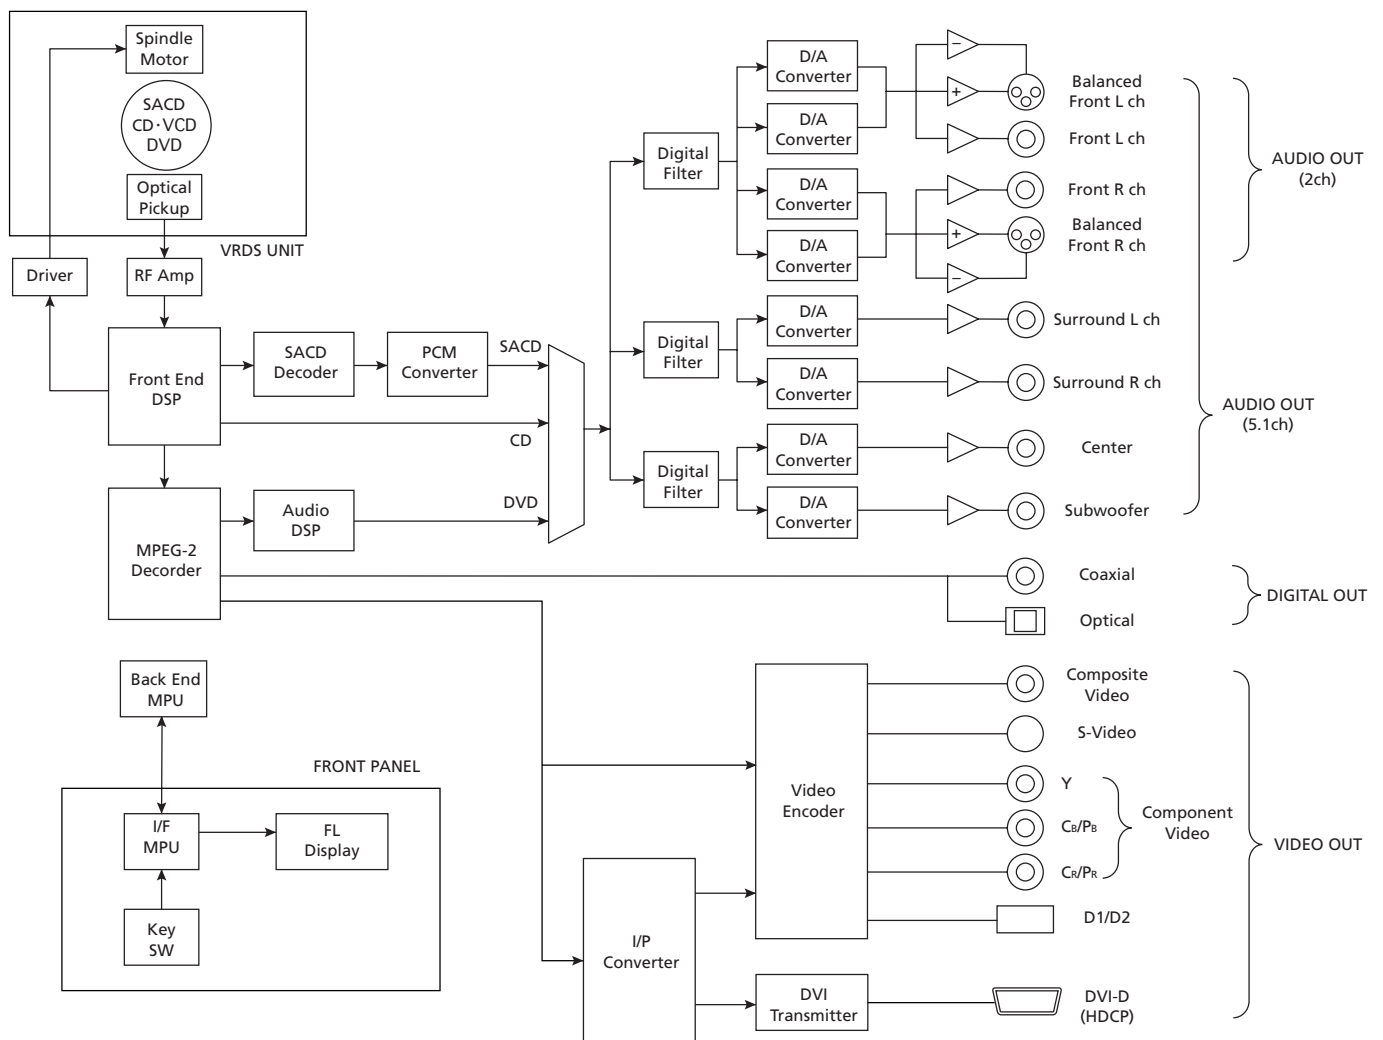 Spindle
Motor
SACD
CD·VCD
DVD
Optical
Pickup
VRDS UNIT
Driver
RF Amp
Front End
DSP
SACD
Decoder
PCM
Converter
SACD
CD
DVD
MPEG-2
Decorder
Audio
DSP
Digital
Filter
Digital
Filter
Digital
Filter
D/A
Converter
D/A
Converter
D/A
Converter
D/A
Converter
D/A
Converter
D/A
Converter
D/A
Converter
D/A
Converter
−
+
+
−
Balanced
Front L ch
Front L ch
Front R ch
Balanced
Front R ch
Surround L ch
Surround R ch
Center
Subwoofer
AUDIO OUT
(2ch)
AUDIO OUT
(5.1ch)
Coaxial
Optical
DIGITAL OUT
Back End
MPU
FRONT PANEL
I/F
MPU
FL
Display
Key
SW
I/P
Converter
Video
Encoder
DVI
Transmitter
Composite
Video
S-Video
Y
CB/PB
CR/PR
Component
Video
D1/D2
DVI-D
(HDCP)
VIDEO OUT